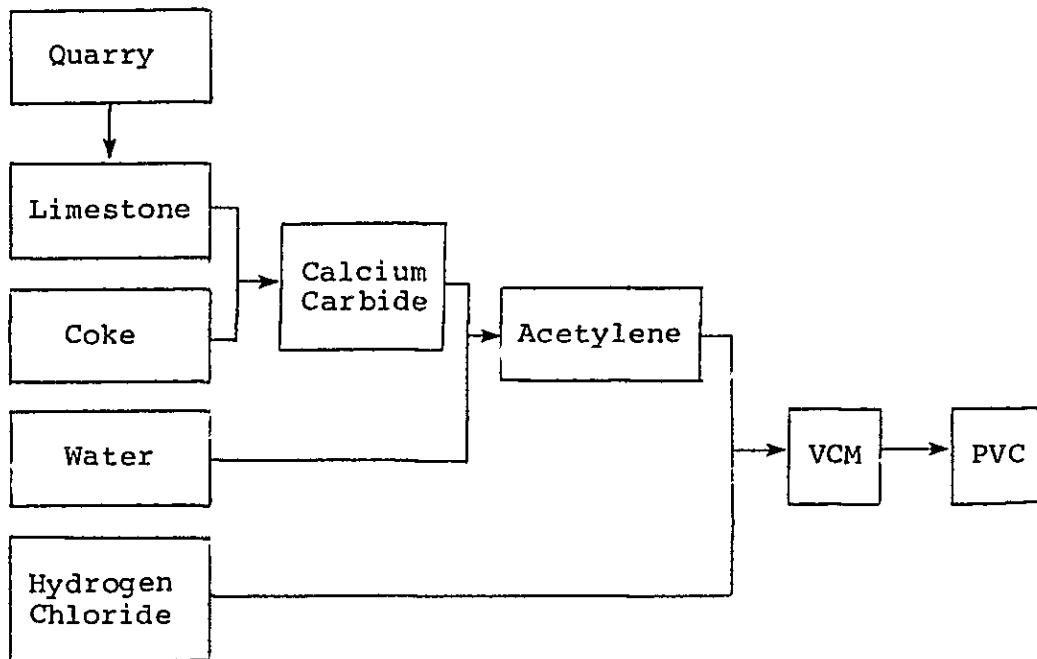 Quarry
Limestone
Coke
Calcium
Carbide
Acetylene
Water
VCM
PVC
Hydrogen
Chloride